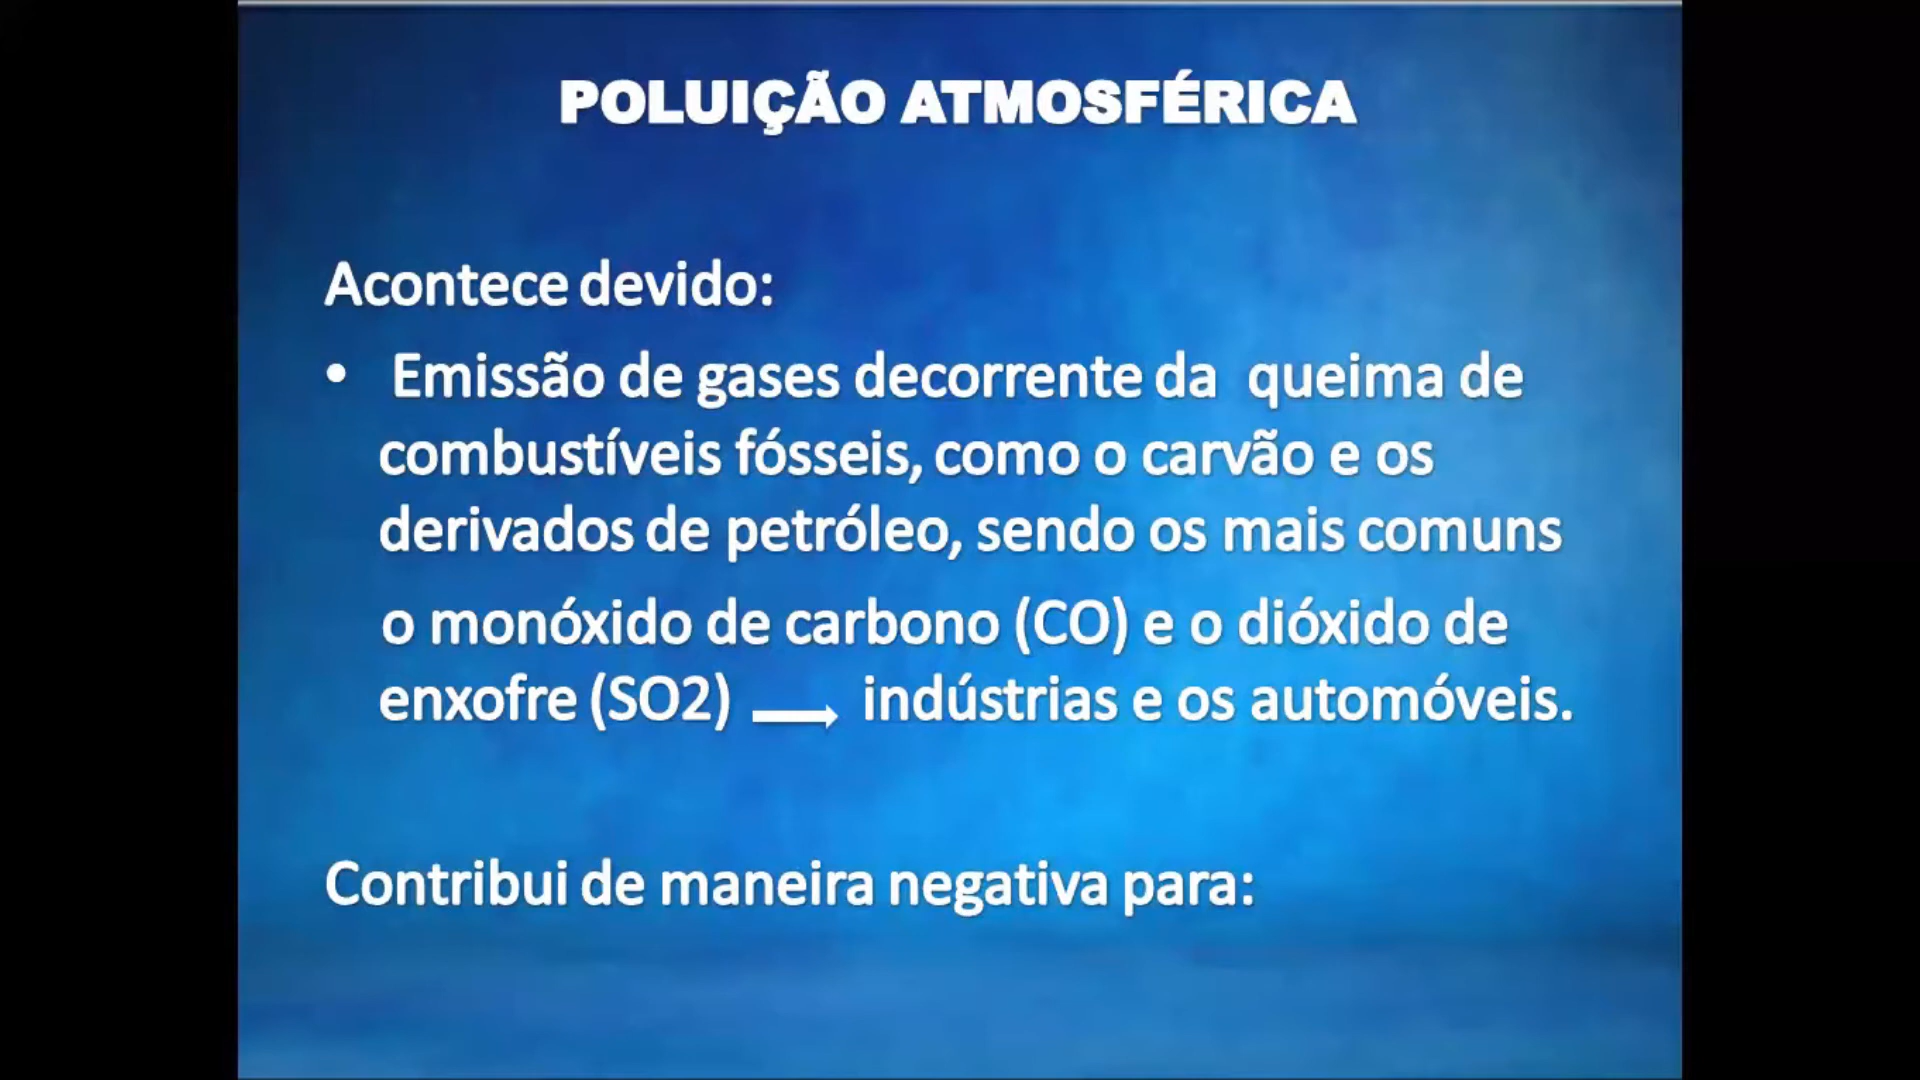 POLUIÇÃO ATMOSFÉRICA
Acontece devido:
• Emissão de gases decorrente da queima de
combustíveis fósseis, como o carvão e os
derivados de petróleo, sendo os mais comuns
o monóxido de carbono (CO) e o dióxido de
enxofre (SO2) → indústrias e os automóveis.
Contribui de maneira negativa para: